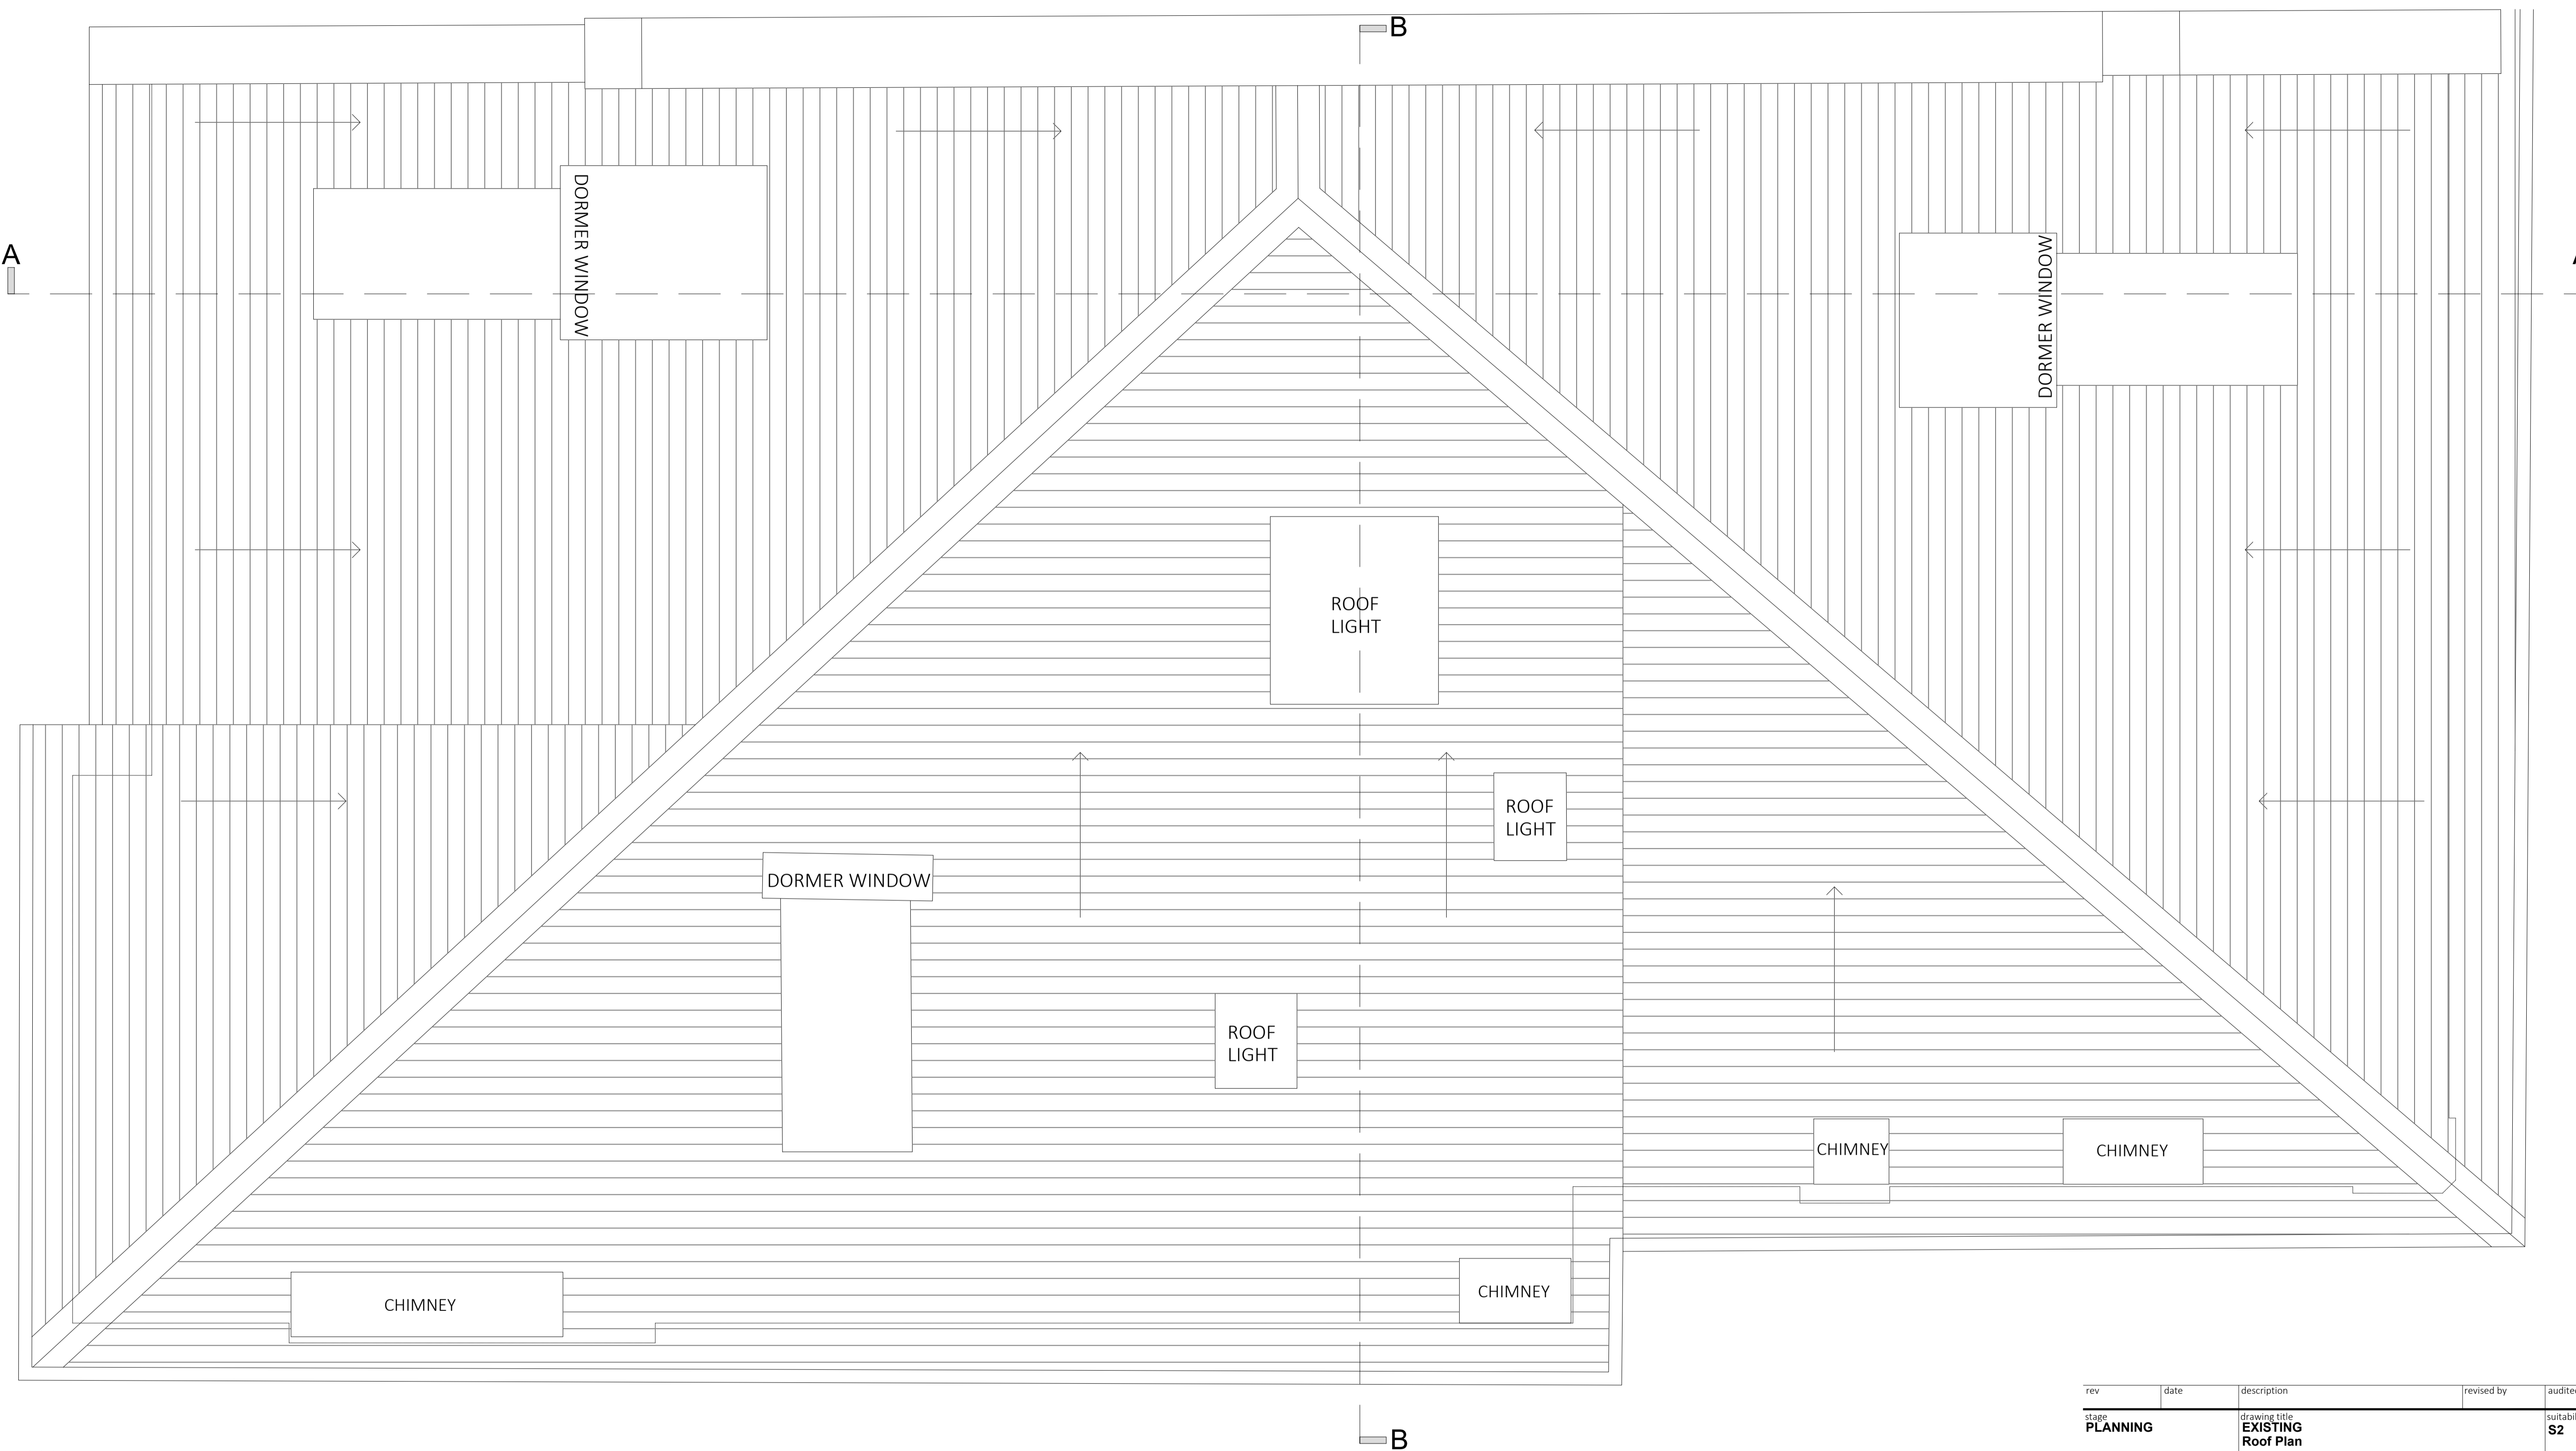 B
A
DORMER WINDOW
DORMER WINDOW
ROOF
LIGHT
ROOF
LIGHT
DORMER WINDOW
ROOF
LIGHT
CHIMNEY
CHIMNEY
CHIMNEY
CHIMNEY
B
rev date description revised by
stage drawing title
PLANNING EXISTING S2
Roof Plan